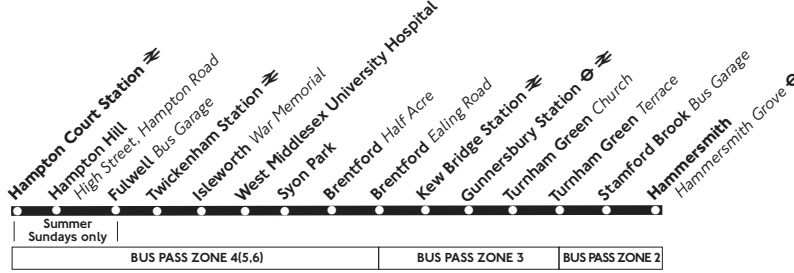 Hampton Court Station
Hampton Hill
High Street, Hampton Road
Fulwell Bus Garage
Twickenham Station
Isleworth War Memorial
West Middlesex University Hospital
Syon Park
Brentford Half Acre
Brentford Ealing Road
Kew Bridge Station
Gunnersbury Station
Turnham Green Church
Turnham Green Terrace
Stamford Brook Bus Garage
Hammersmith
Hammersmith Grove
Summer
Sundays only
BUS PASS ZONE 4(5,6)
BUS PASS ZONE 3
BUS PASS ZONE 2